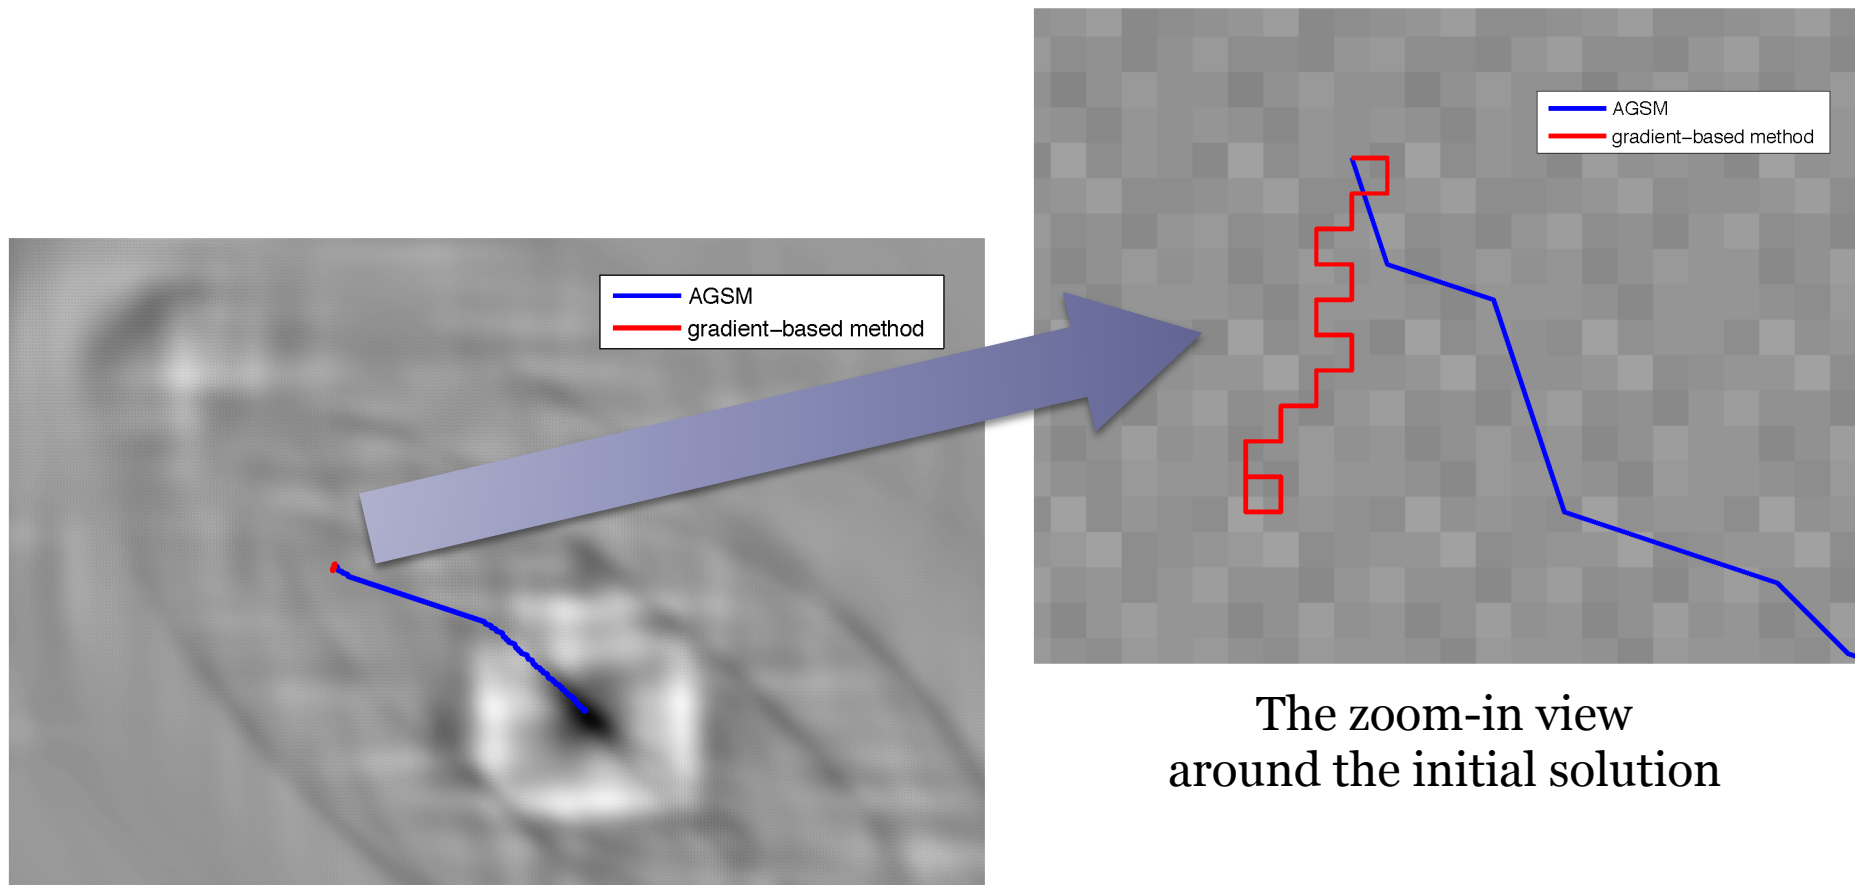 AGSM
gradient–based method
AGSM
gradient–based method
The zoom-in view
around the initial solution